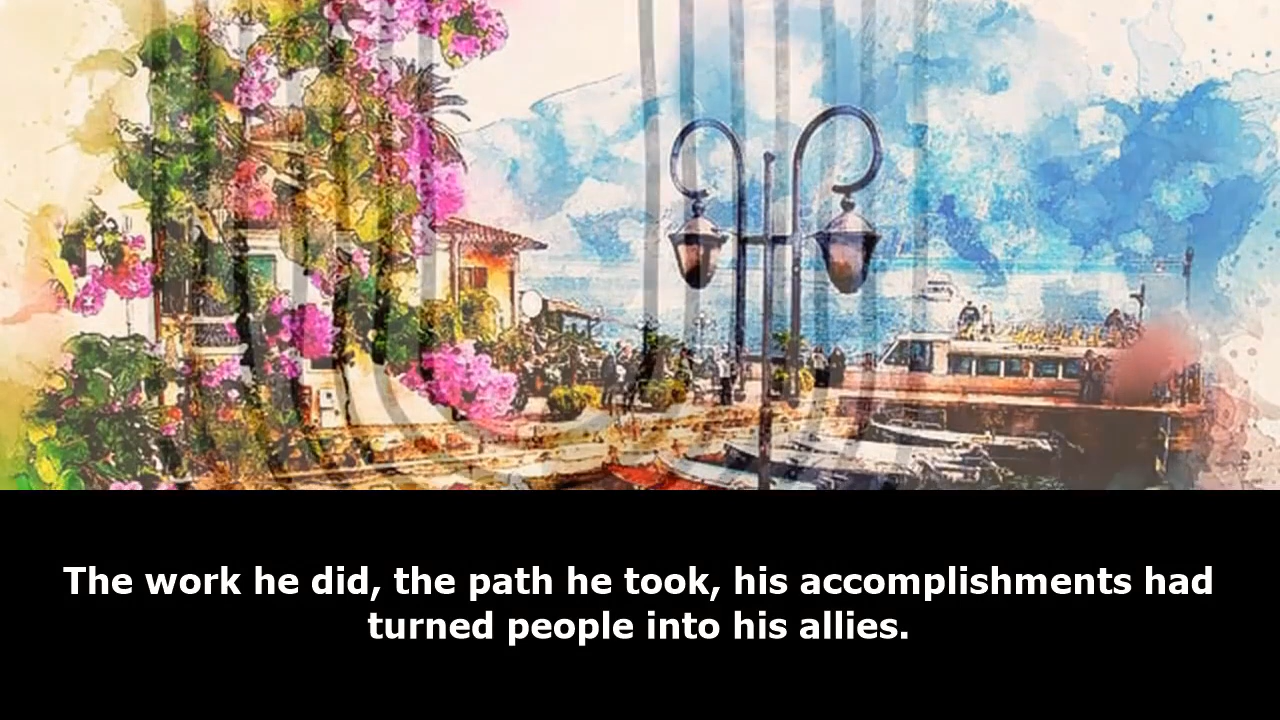 The work he did, the path he took, his accomplishments had
turned people into his allies.